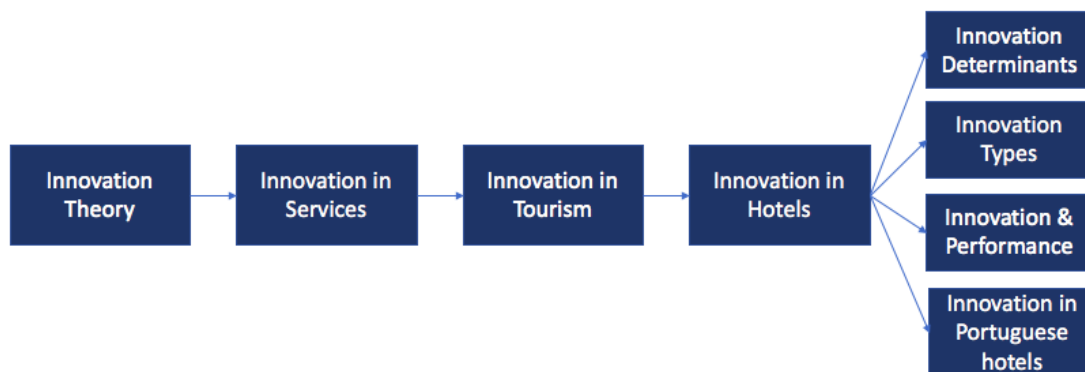 Innovation
Theory
Innovation in
Services
Innovation in
Tourism
Innovation in
Hotels
Innovation
Determinants
Innovation
Types
Innovation &
Performance
Innovation in
Portuguese
hotels